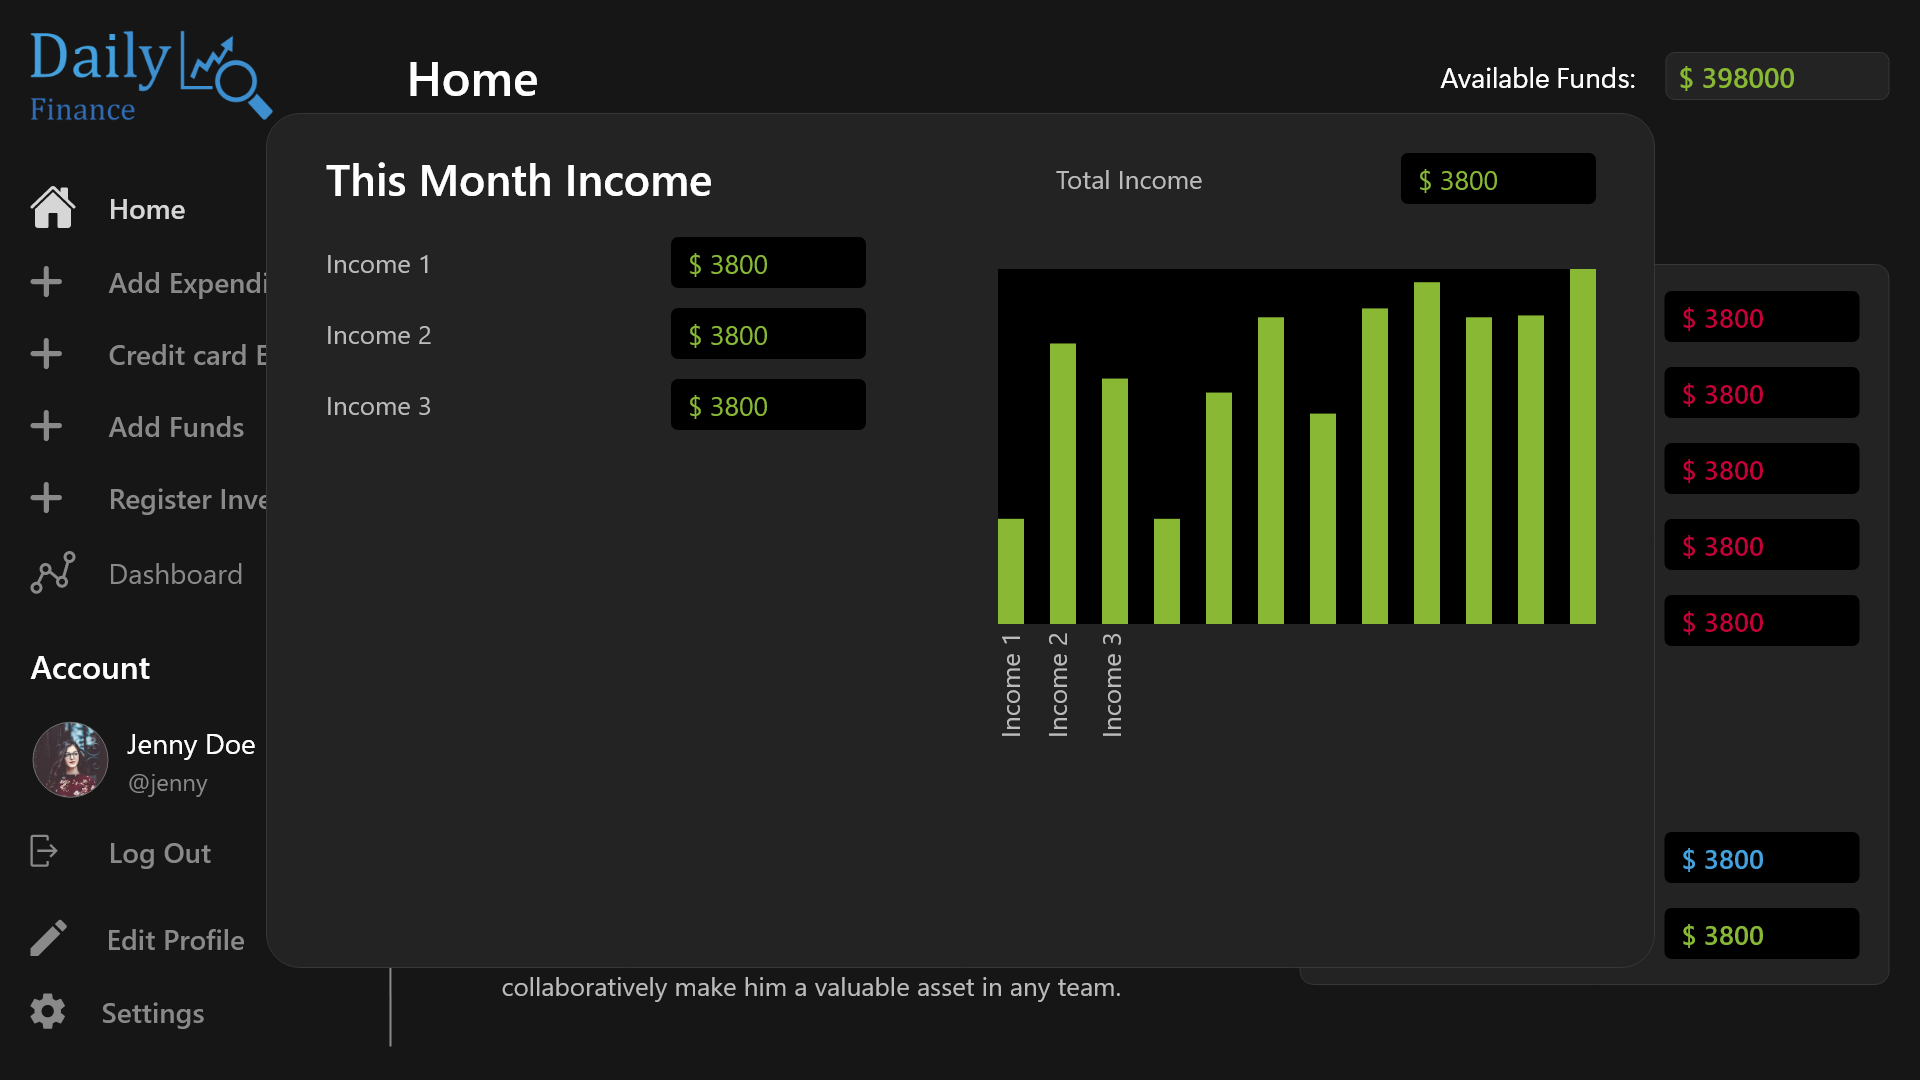 Daily
Finance
Home
Available Funds:
$ 398000
Home
Add Expendi
Credit card E
Add Funds
Register Inve
Dashboard
Account
Jenny Doe
@jenny
Log Out
Edit Profile
Settings
This Month Income
Total Income
$ 3800
Income 1
$ 3800
Income 2
$ 3800
Income 3
$ 3800
Income 1
Income 2
Income 3
$ 3800
$ 3800
$ 3800
$ 3800
$ 3800
$ 3800
$ 3800
collaboratively make him a valuable asset in any team.